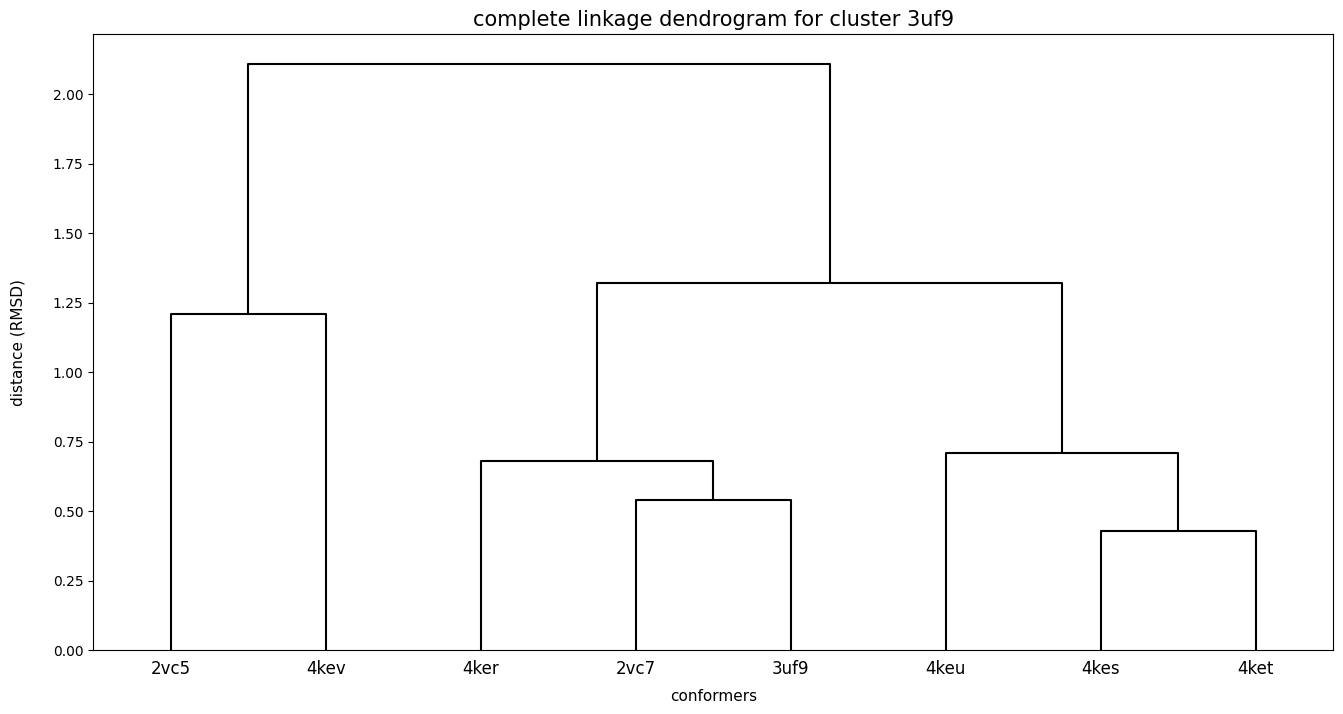 complete linkage dendrogram for cluster 3uf9
2.00
1.75
1.50
1.25
1.00
0.75
0.50
0.25
0.00
distance (RMSD)
2vc5 4kev 4ker 2vc7 3uf9 4keu 4kes 4ket
conformers